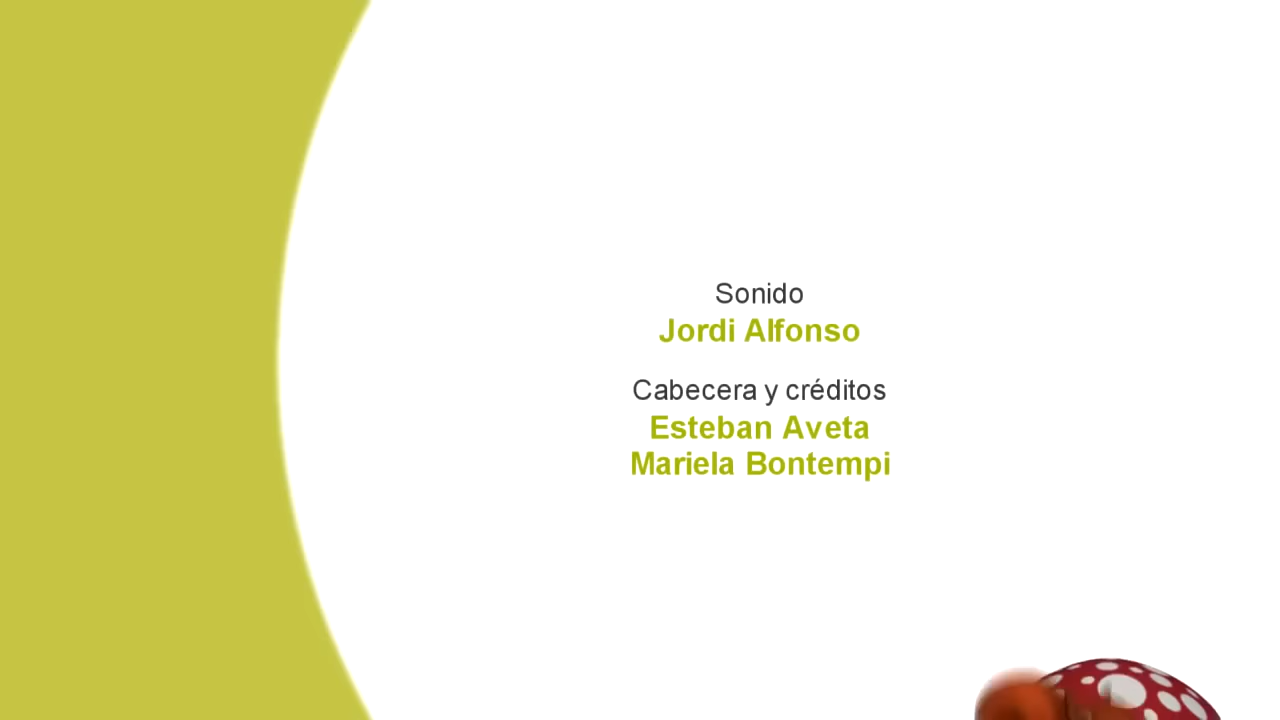 Sonido
Jordi Alfonso
Cabecera y créditos
Esteban Aveta
Mariela Bontempi